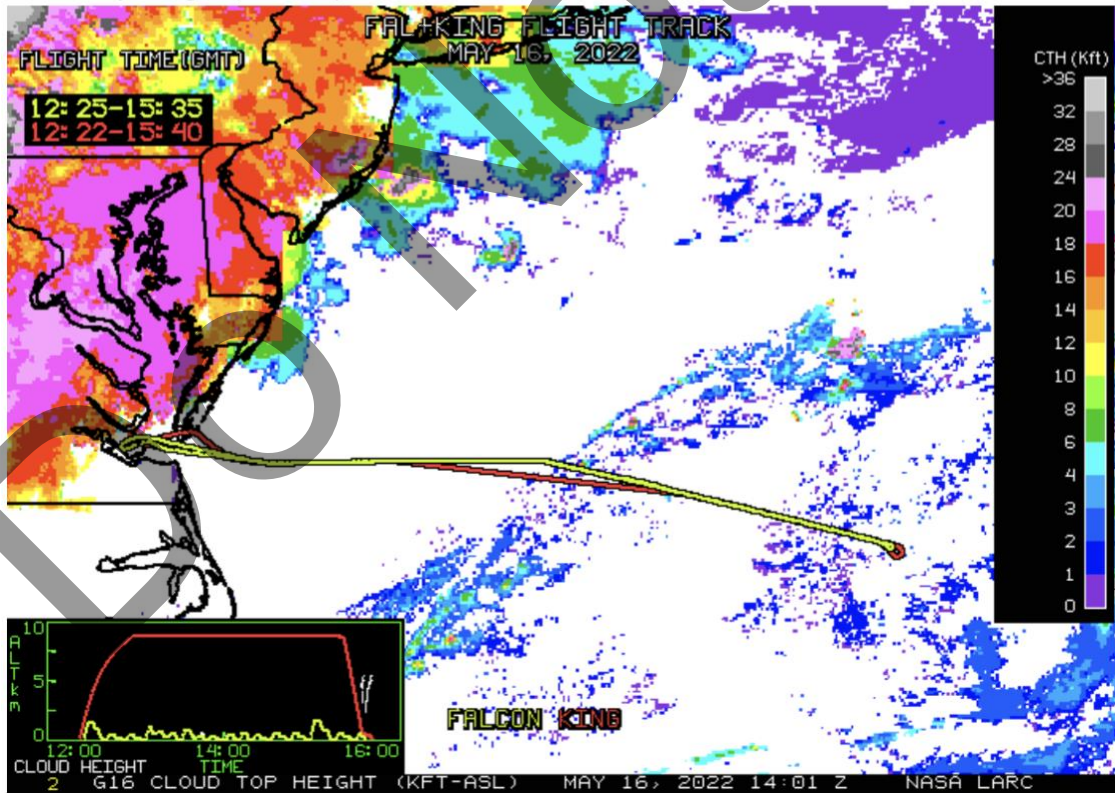 FAL+KING FLIGHT TRACK
MAY 16, 2022
FLIGHT TIME(GMT)
12:25-15:35
12:22-15:40
CTH (Kft)
>36
32
28
24
20
18
16
14
12
10
8
6
4
3
2
1
0
10
5
0
ALT km
12:00 14:00 16:00
CLOUD HEIGHT TIME
FALCON KING
2 G16 CLOUD TOP HEIGHT (KFT-ASL) MAY 16, 2022 14:01 Z NASA LARC